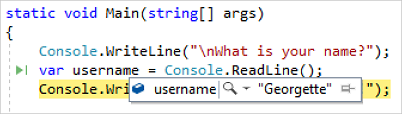 static void Main(string[] args)
{
Console.WriteLine("\nWhat is your name?");
var username = Console.ReadLine();
Console.Wri username "Georgette" ");